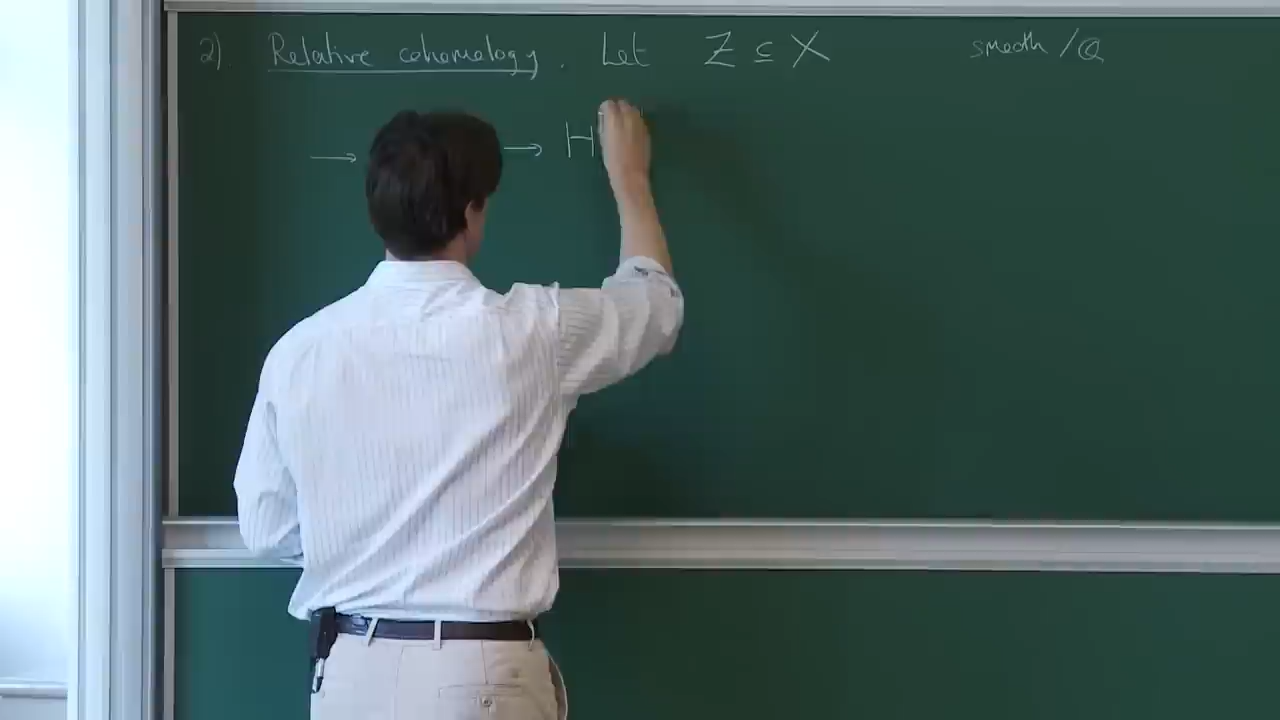 2). Relative cohomology. Let Z ⊆ X smooth /ℚ
→ → H